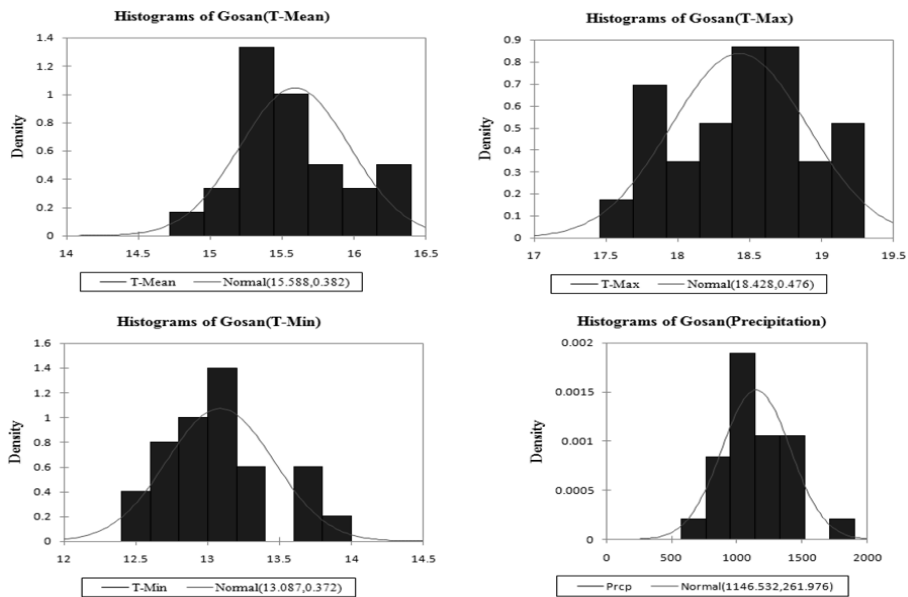 Histograms of Gosan(T-Mean)
1.4
1.2
1
0.8
0.6
0.4
0.2
0
Density
14 14.5 15 15.5 16 16.5
T-Mean Normal(15.588,0.382)
Histograms of Gosan(T-Max)
0.9
0.8
0.7
0.6
0.5
0.4
0.3
0.2
0.1
0
Density
17 17.5 18 18.5 19 19.5
T-Max Normal(18.428,0.476)
Histograms of Gosan(T-Min)
1.6
1.4
1.2
1
0.8
0.6
0.4
0.2
0
Density
12 12.5 13 13.5 14 14.5
T-Min Normal(13.087,0.372)
Histograms of Gosan(Precipitation)
0.002
0.0015
0.001
0.0005
0
Density
0 500 1000 1500 2000
Prcp Normal(1146.532,261.976)